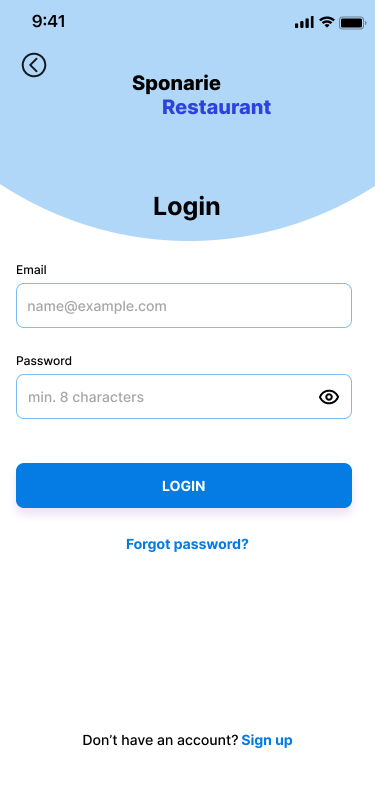 9:41
Sponarie
Restaurant
Login
Email
name@example.com
Password
min. 8 characters
LOGIN
Forgot password?
Don’t have an account? Sign up